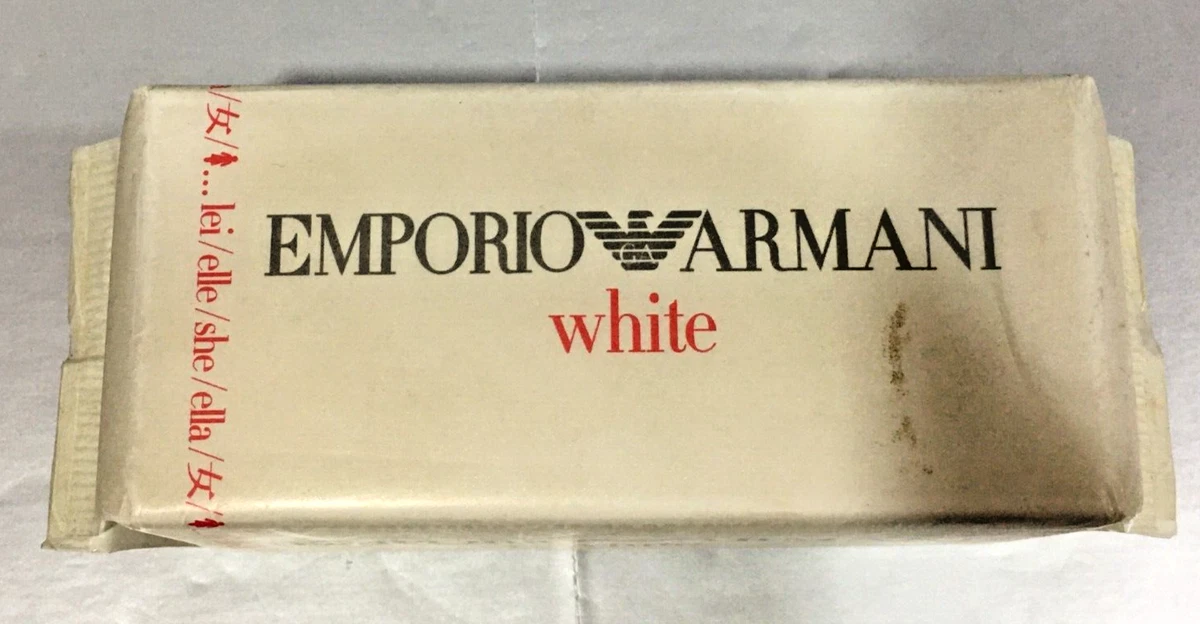 EMPORIO ARMANI
white
/女/... lei/elle/she/ella/女/